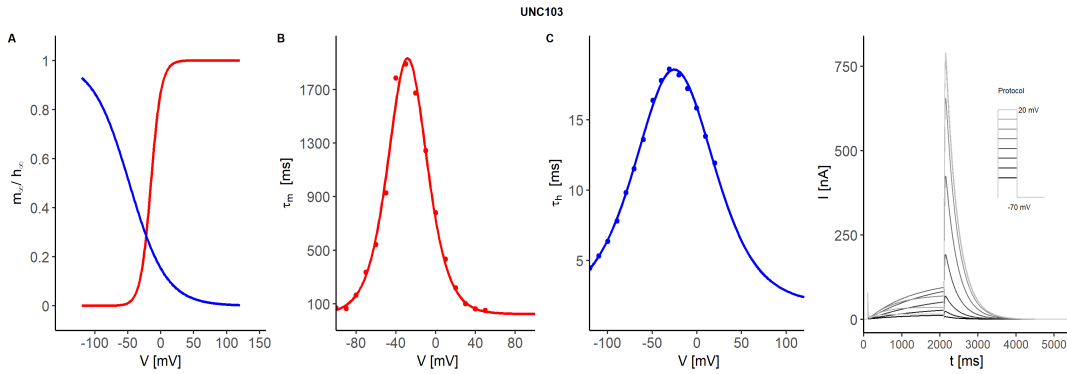 UNC103
A
m∞/ h∞
1
0.8
0.6
0.4
0.2
0
-100 -50 0 50 100 150
V [mV]
B
τm [ms]
1700
1300
900
500
100
-80 -40 0 40 80
V [mV]
C
τh [ms]
15
10
5
-100 -50 0 50 100
V [mV]
I [nA]
750
500
250
0
0 1000 2000 3000 4000 5000
t [ms]
Protocol
20 mV
-70 mV